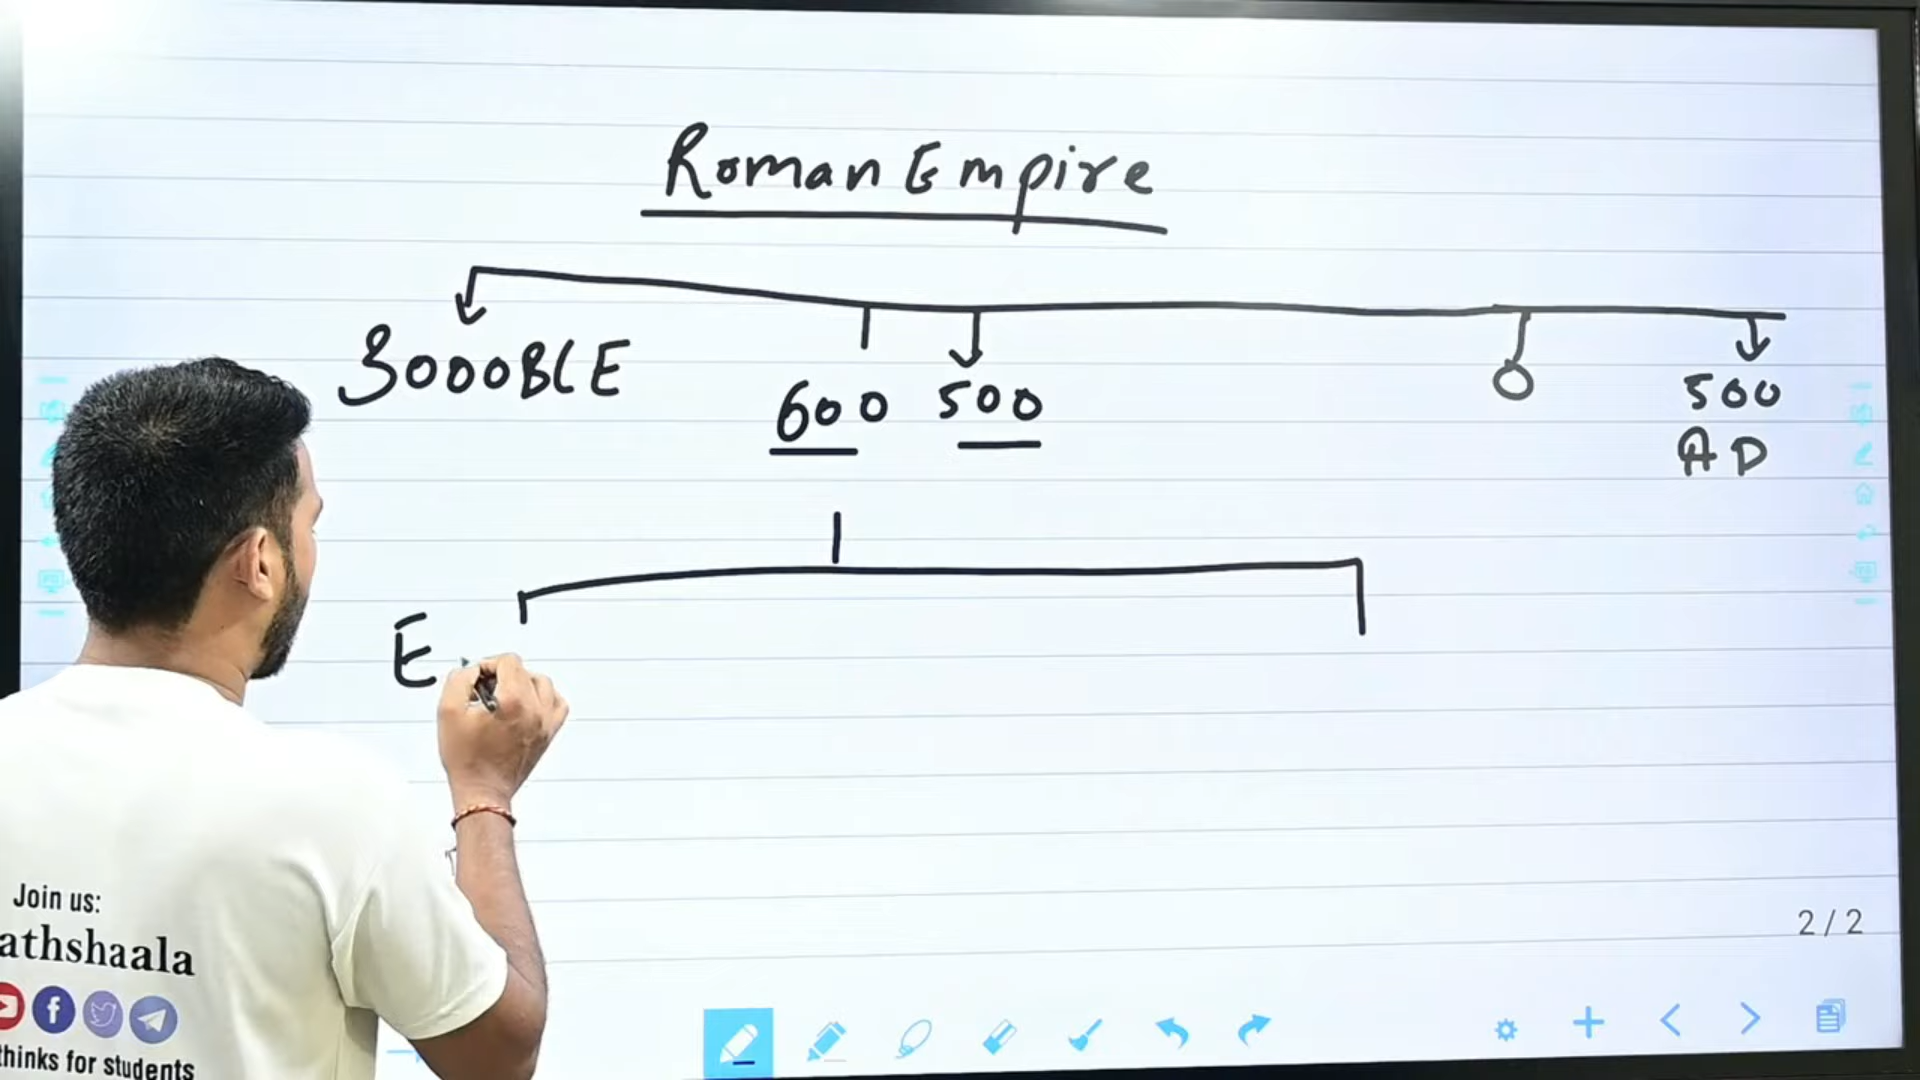 Roman Empire
3000BCE
600 500 0 500
AD
E
2/2
Join us:
athshaala
thinks for students